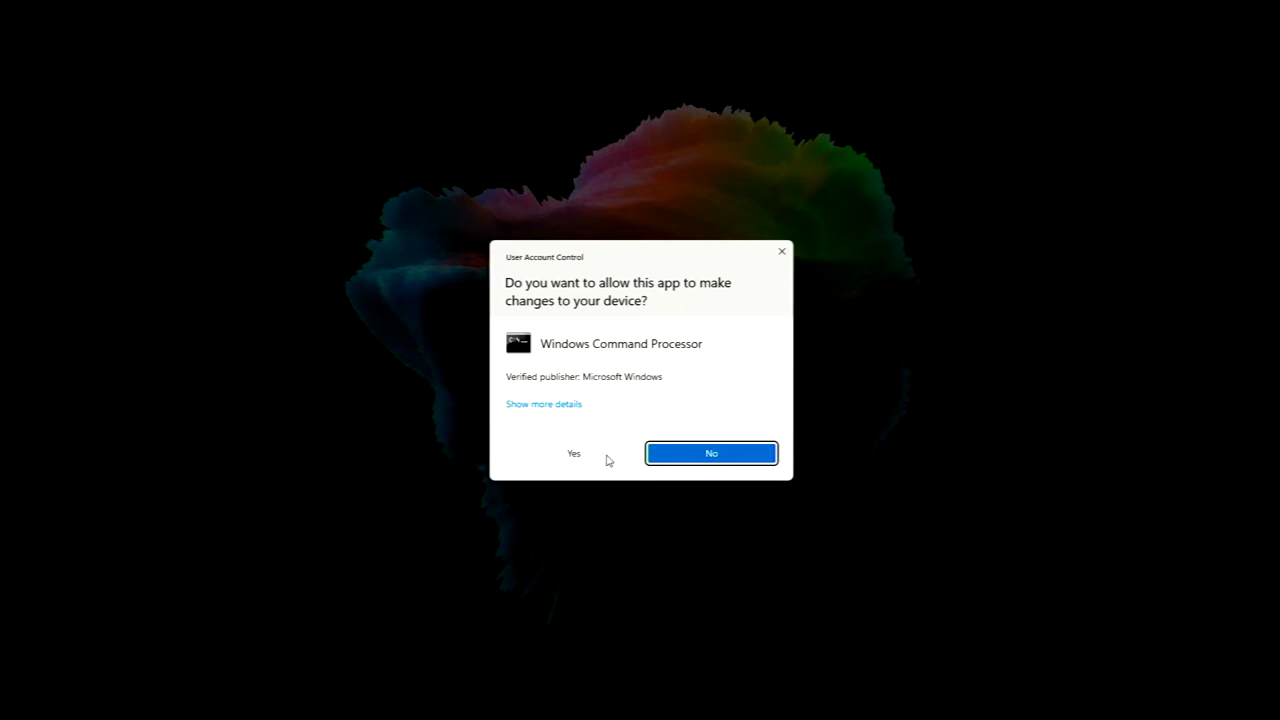 User Account Control
Do you want to allow this app to make
changes to your device?
Windows Command Processor
Verified publisher: Microsoft Windows
Show more details
Yes
No